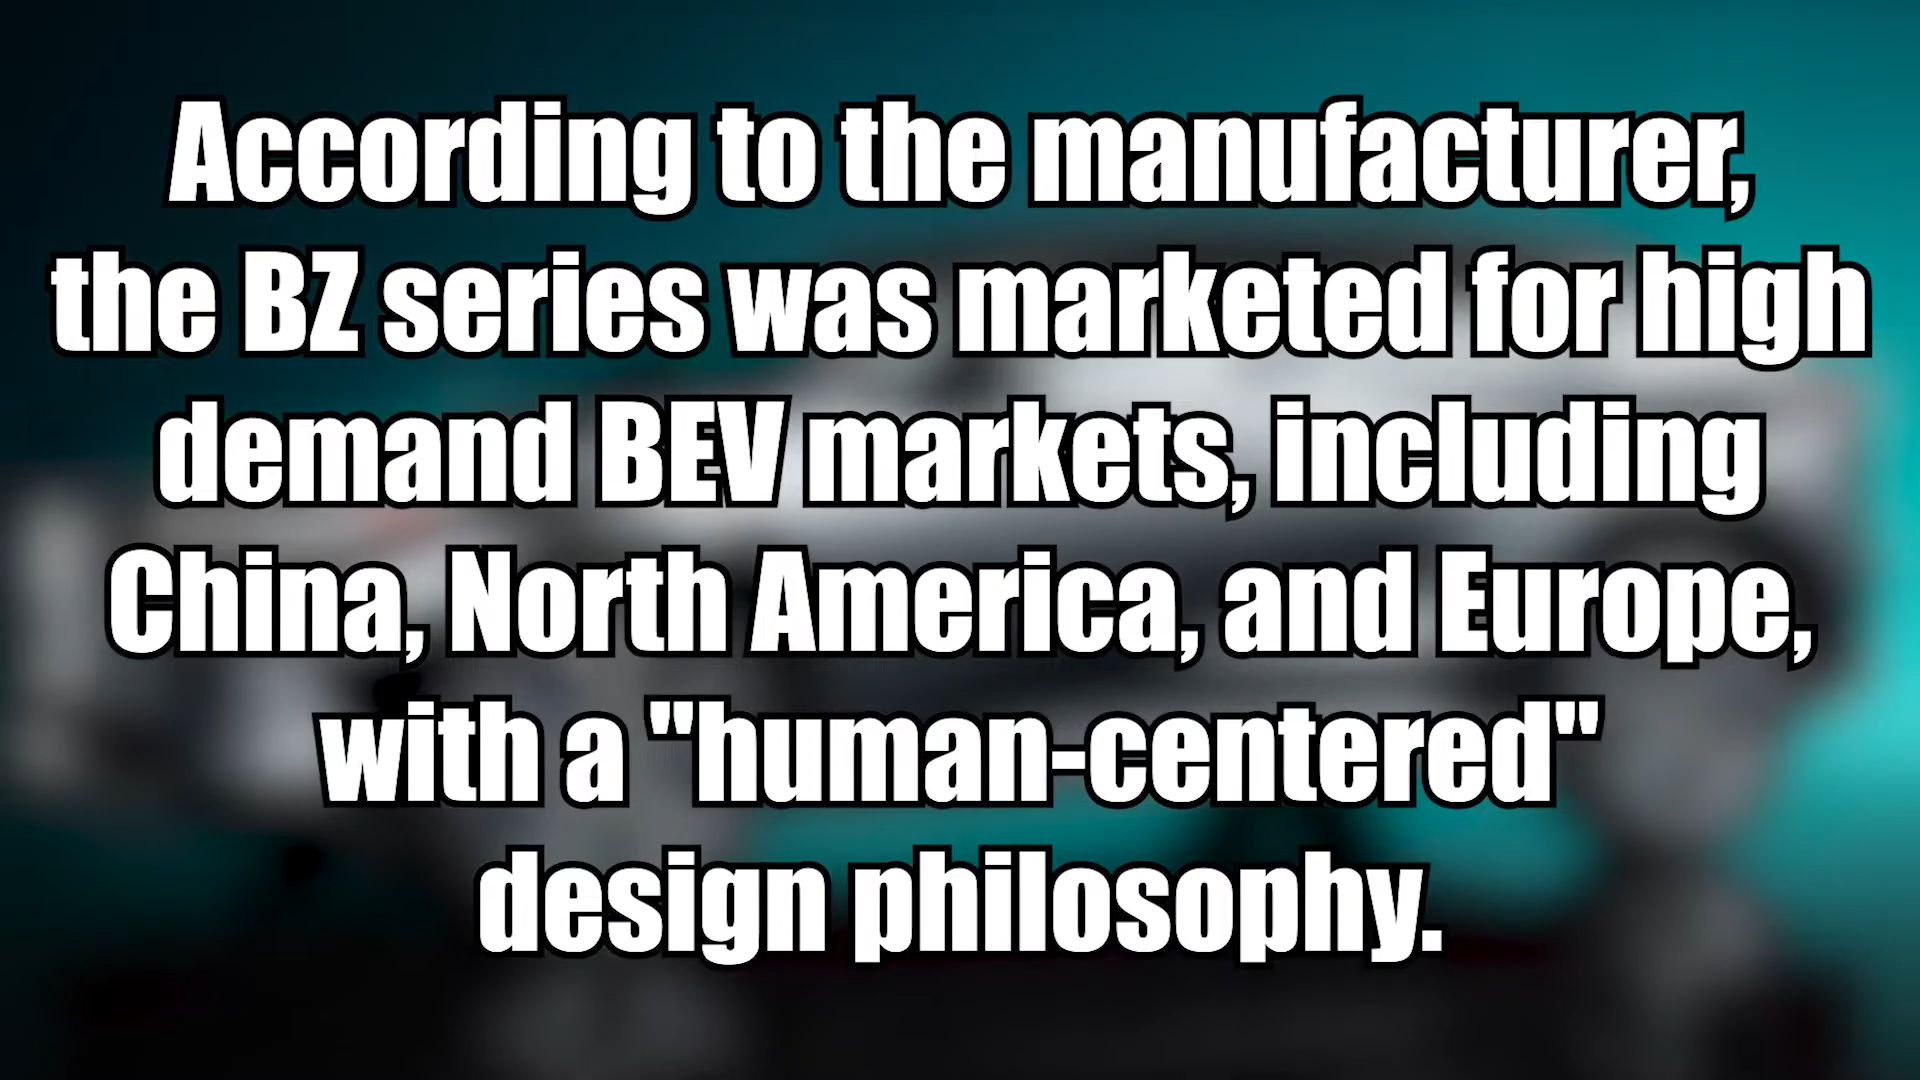 According to the manufacturer,
the BZ series was marketed for high
demand BEV markets, including
China, North America, and Europe,
with a "human-centered"
design philosophy.